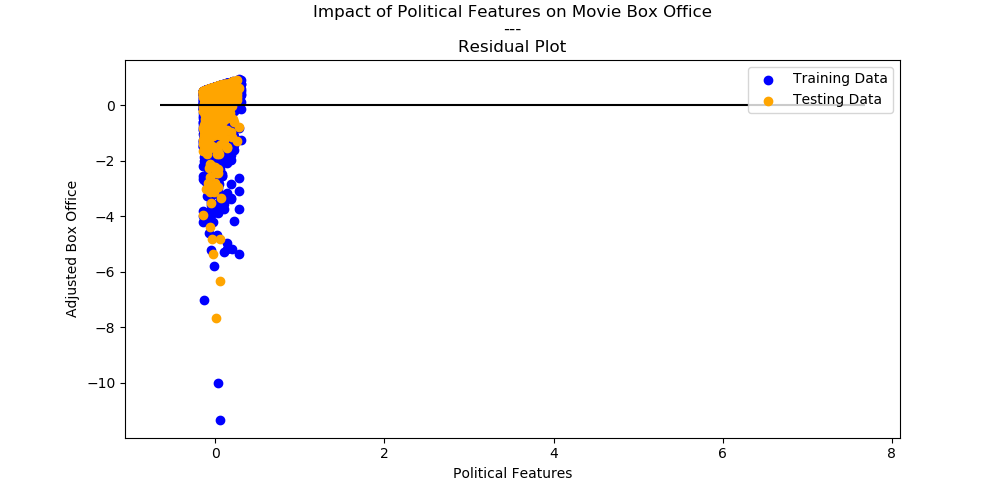 Impact of Political Features on Movie Box Office
---
Residual Plot
Training Data
Testing Data
0
−2
−4
−6
−8
−10
Adjusted Box Office
0 2 4 6 8
Political Features